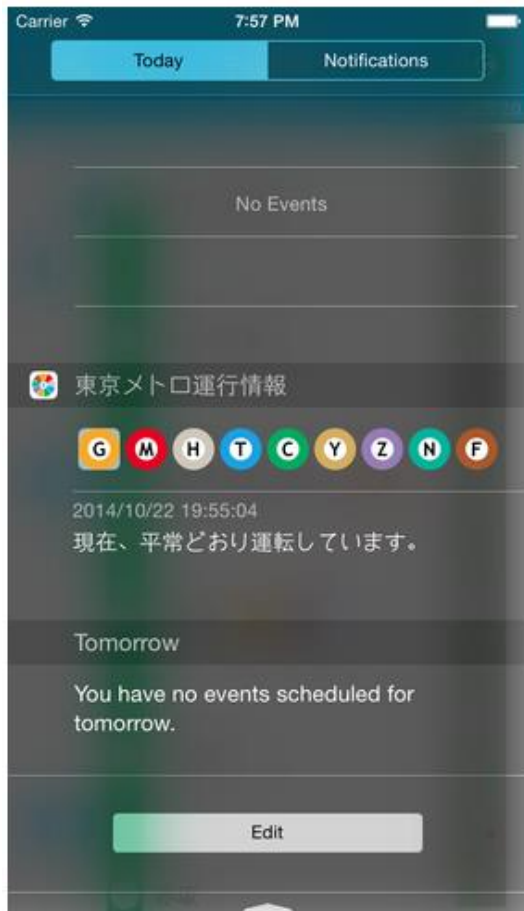 Carrier 7:57 PM
Today Notifications
No Events
東京メトロ運行情報
G M H T C Y Z N F
2014/10/22 19:55:04
現在、平常どおり運転しています。
Tomorrow
You have no events scheduled for
tomorrow.
Edit